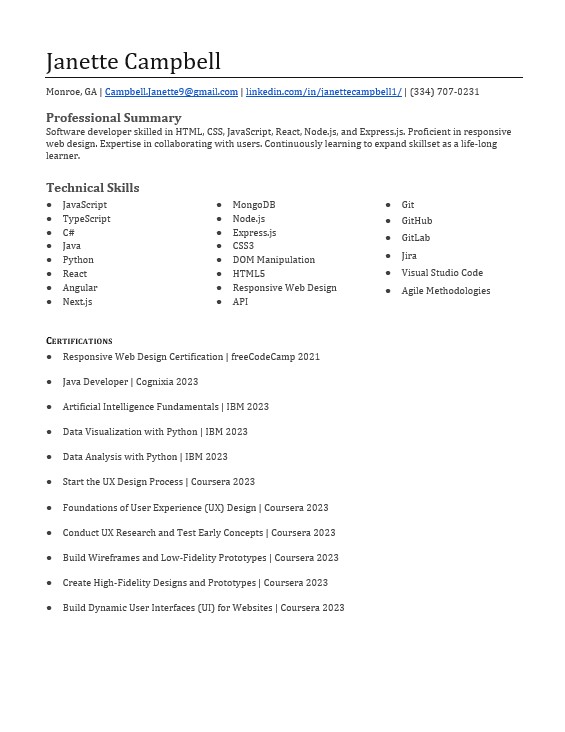 Janette Campbell
Monroe, GA | Campbell.Janette9@gmail.com | linkedin.com/in/janettecampbell1/ | (334) 707-0231
Professional Summary
Software developer skilled in HTML, CSS, JavaScript, React, Node.js, and Express.js. Proficient in responsive
web design. Expertise in collaborating with users. Continuously learning to expand skillset as a life-long
learner.
Technical Skills
● JavaScript
● TypeScript
● C#
● Java
● Python
● React
● Angular
● Next.js
● MongoDB
● Node.js
● Express.js
● CSS3
● DOM Manipulation
● HTML5
● Responsive Web Design
● API
● Git
● GitHub
● GitLab
● Jira
● Visual Studio Code
● Agile Methodologies
Certifications
● Responsive Web Design Certification | freeCodeCamp 2021
● Java Developer | Cognixia 2023
● Artificial Intelligence Fundamentals | IBM 2023
● Data Visualization with Python | IBM 2023
● Data Analysis with Python | IBM 2023
● Start the UX Design Process | Coursera 2023
● Foundations of User Experience (UX) Design | Coursera 2023
● Conduct UX Research and Test Early Concepts | Coursera 2023
● Build Wireframes and Low-Fidelity Prototypes | Coursera 2023
● Create High-Fidelity Designs and Prototypes | Coursera 2023
● Build Dynamic User Interfaces (UI) for Websites | Coursera 2023